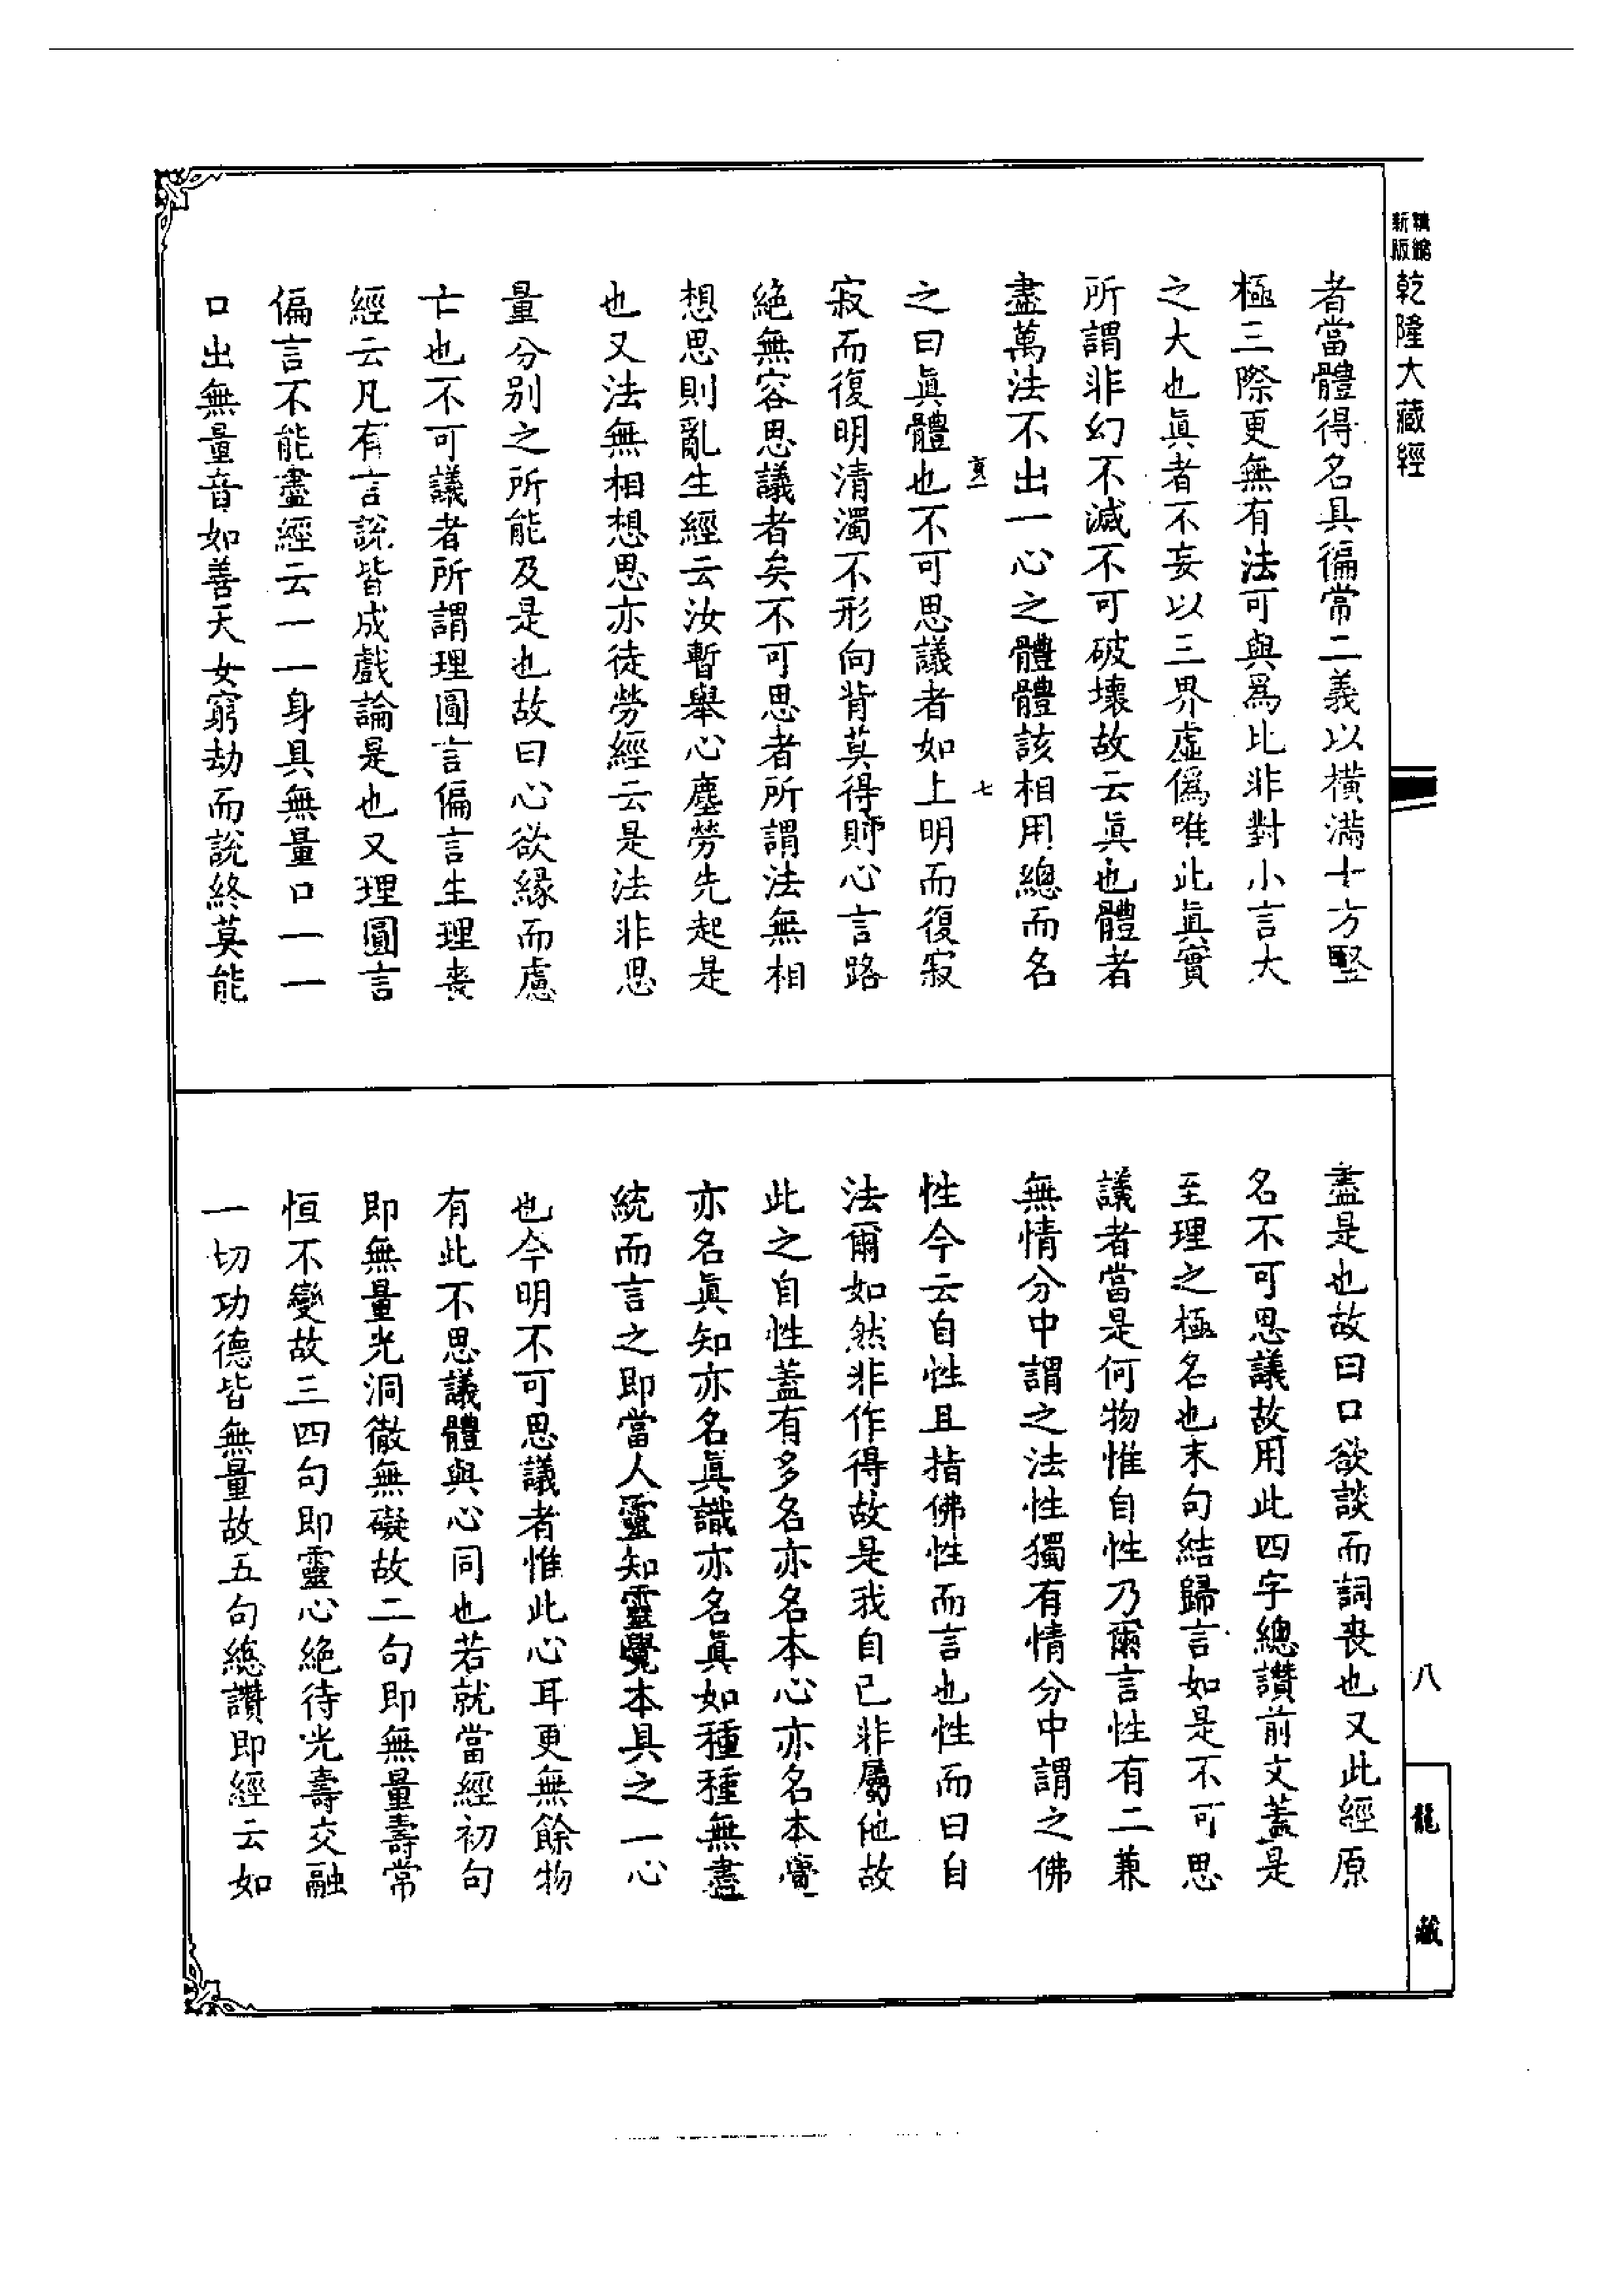 精縮新版
乾隆大藏經
者當體得名具徧常二義以橫滿十方堅
極三際更無有法可與爲比非對小言大
之大也眞者不妄以三界虛僞唯此眞實
所謂非幻不滅不可破壞故云眞也體者
盡萬法不出一心之體體該相用總而名
七
之曰眞體也不可思議者如上明而復寂
寂而復明清濁不形向背莫得則心言路
絶無容思議者矣不可思者所謂法無相
想思則亂生經云汝暫舉心塵勞先起是
也又法無相想思亦徒勞經云是法非思
量分別之所能及是也故曰心欲緣而慮
亡也不可議者所謂理圓言偏言生理喪
經云凡有言說皆成戲論是也又理圓言
偏言不能盡經云一一身具無量口一一
口出無量音如善天女窮劫而說終莫能
盡是也故曰口欲談而詞喪也又此經原
名不可思議故用此四字總讚前文蓋是
至理之極名也末句結歸言如是不可思
議者當是何物惟自性乃爾言性有二兼
無情分中謂之法性獨有情分中謂之佛
性今云自性且指佛性而言也性而曰自
法爾如然非作得故是我自己非屬他故
此之自性蓋有多名亦名本心亦名本覺
亦名眞知亦名眞識亦名眞如種種無盡
統而言之即當人靈知靈覺本具之一心
也今明不可思議者惟此心耳更無餘物
有此不思議體與心同也若就當經初句
即無量光洞徹無礙故二句即無量壽常
恒不變故三四句即靈心絶待光壽交融
一切功德皆無量故五句總讚即經云如
八
龍藏